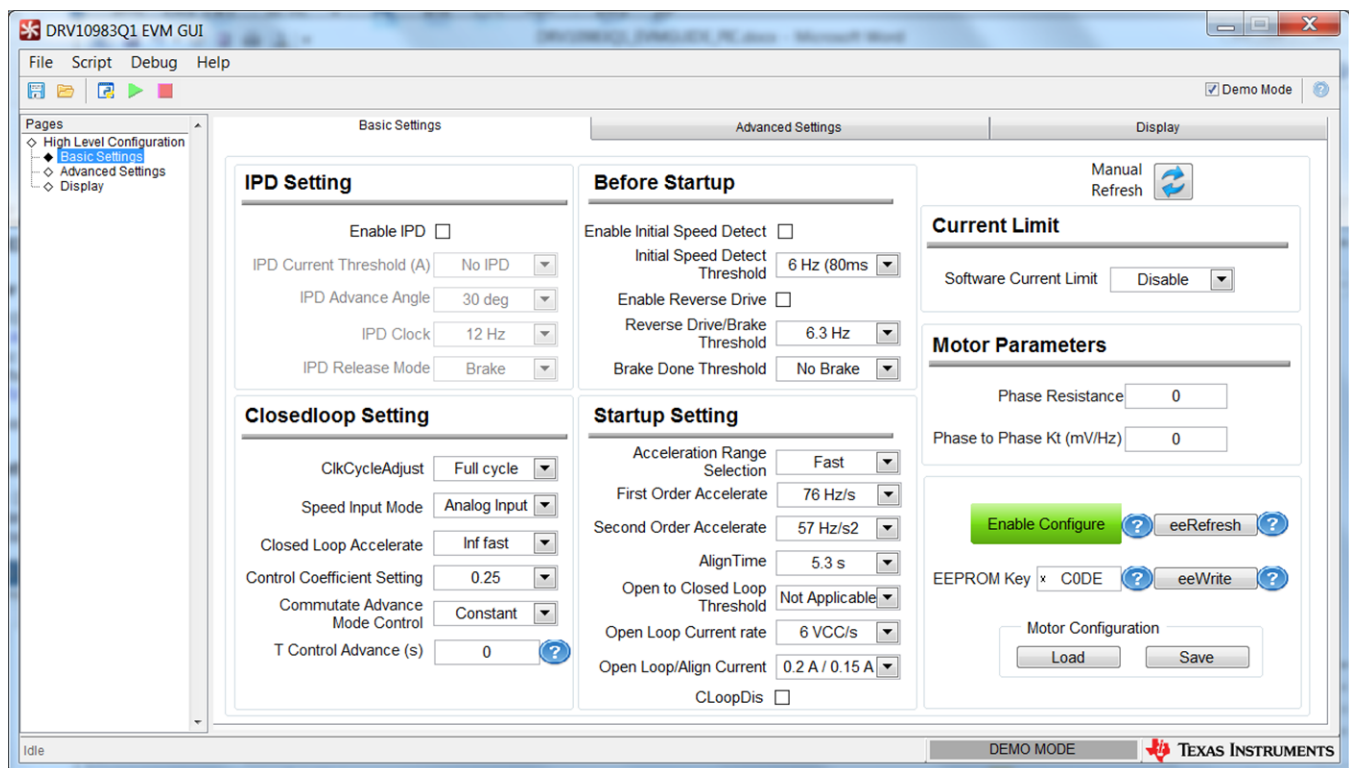 DRV10983Q1 EVM GUI
File Script Debug Help
Demo Mode
Pages
High Level Configuration
Basic Settings
Advanced Settings
Display
Basic Settings
Advanced Settings
Display
IPD Setting
Enable IPD
IPD Current Threshold (A) No IPD
IPD Advance Angle 30 deg
IPD Clock 12 Hz
IPD Release Mode Brake
Before Startup
Enable Initial Speed Detect
Initial Speed Detect
Threshold 6 Hz (80ms
Enable Reverse Drive
Reverse Drive/Brake
Threshold 6.3 Hz
Brake Done Threshold No Brake
Manual
Refresh
Current Limit
Software Current Limit Disable
Motor Parameters
Phase Resistance 0
Phase to Phase Kt (mV/Hz) 0
Closedloop Setting
ClkCycleAdjust Full cycle
Speed Input Mode Analog Input
Closed Loop Accelerate Inf fast
Control Coefficient Setting 0.25
Commutate Advance
Mode Control Constant
T Control Advance (s) 0 ?
Startup Setting
Acceleration Range
Selection Fast
First Order Accelerate 76 Hz/s
Second Order Accelerate 57 Hz/s2
AlignTime 5.3 s
Open to Closed Loop
Threshold Not Applicable
Open Loop Current rate 6 VCC/s
Open Loop/Align Current 0.2 A / 0.15 A
CLoopDis
Enable Configure ? eeRefresh ?
EEPROM Key x C0DE ? eeWrite ?
Motor Configuration
Load Save
Idle
DEMO MODE
TEXAS INSTRUMENTS